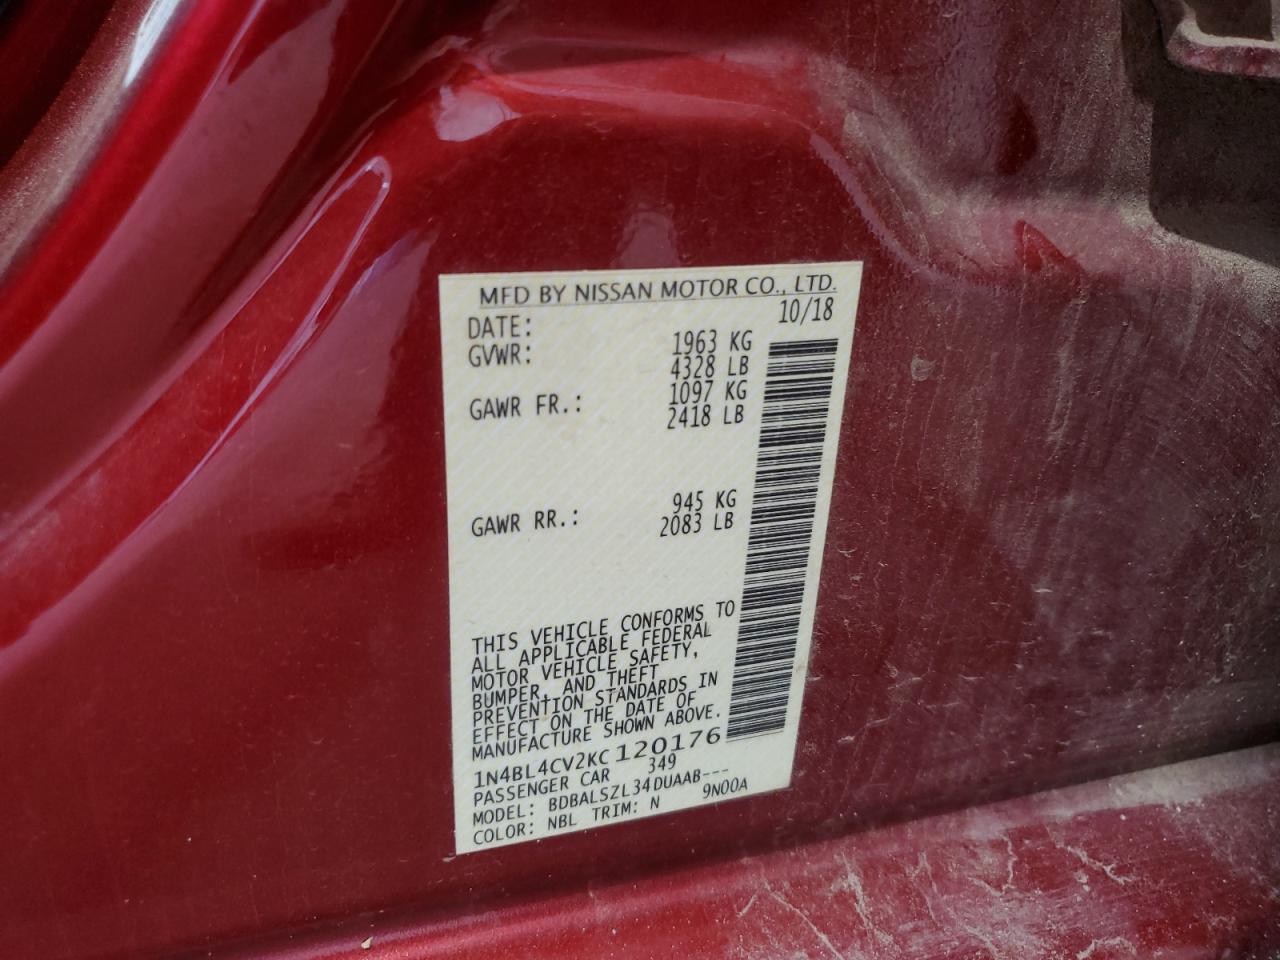 MFD BY NISSAN MOTOR CO., LTD.
DATE: 10/18
GVWR: 1963 KG
4328 LB
GAWR FR.: 1097 KG
2418 LB
GAWR RR.: 945 KG
2083 LB
THIS VEHICLE CONFORMS TO
ALL APPLICABLE FEDERAL
MOTOR VEHICLE SAFETY,
BUMPER, AND THEFT
PREVENTION STANDARDS IN
EFFECT ON THE DATE OF
MANUFACTURE SHOWN ABOVE.
1N4BL4CV2KC120176
PASSENGER CAR 349
MODEL: BDBALSZL34DUAAB---
COLOR: NBL TRIM: N 9N00A